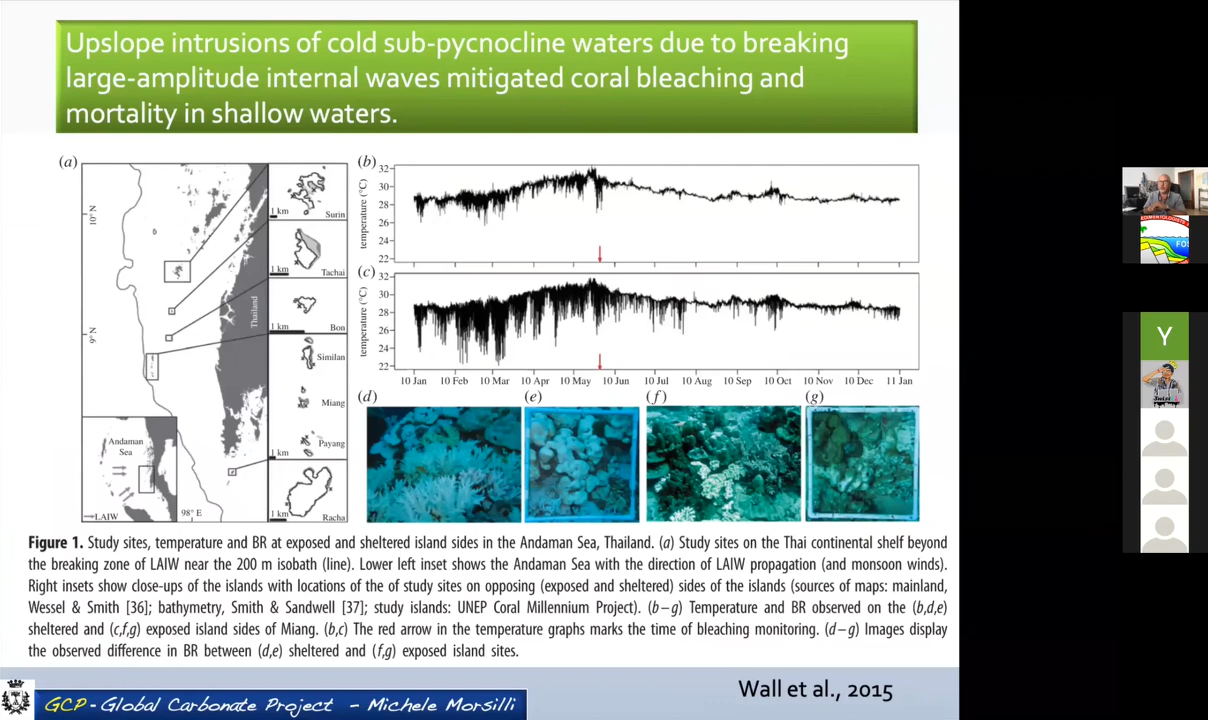 Upslope intrusions of cold sub-pycnocline waters due to breaking
large-amplitude internal waves mitigated coral bleaching and
mortality in shallow waters.
(a)
10° N
9° N
98° E
Thailand
Andaman
Sea
LAIW
1 km
Surin
1 km
Tachai
1 km
Bon
Similan
Miang
Payang
1 km
1 km
Racha
(b)
temperature (°C)
32
30
28
26
24
22
(c)
temperature (°C)
32
30
28
26
24
22
10 Jan 10 Feb 10 Mar 10 Apr 10 May 10 Jun 10 Jul 10 Aug 10 Sep 10 Oct 10 Nov 10 Dec 11 Jan
(d) (e) (f) (g)
Figure 1. Study sites, temperature and BR at exposed and sheltered island sides in the Andaman Sea, Thailand. (a) Study sites on the Thai continental shelf beyond
the breaking zone of LAIW near the 200 m isobath (line). Lower left inset shows the Andaman Sea with the direction of LAIW propagation (and monsoon winds).
Right insets show close-ups of the islands with locations of the of study sites on opposing (exposed and sheltered) sides of the islands (sources of maps: mainland,
Wessel & Smith [36]; bathymetry, Smith & Sandwell [37]; study islands: UNEP Coral Millennium Project). (b–g) Temperature and BR observed on the (b,d,e)
sheltered and (c,f,g) exposed island sides of Miang. (b,c) The red arrow in the temperature graphs marks the time of bleaching monitoring. (d–g) Images display
the observed difference in BR between (d,e) sheltered and (f,g) exposed island sites.
Wall et al., 2015
GCP - Global Carbonate Project - Michele Morsilli
Y